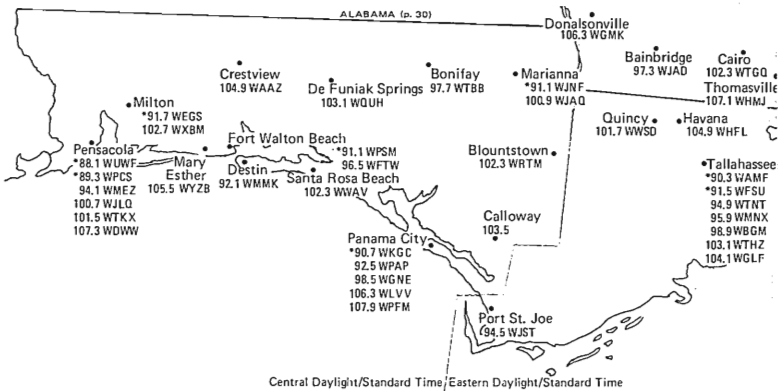 ALABAMA (p. 30)
Donalsonville
106.3 WGMK
Bainbridge
97.3 WJAD
Cairo
102.3 WTGQ
Thomasville
107.1 WHMJ
Crestview
104.9 WAAZ
De Funiak Springs
103.1 WQUH
Bonifay
97.7 WTBB
Marianna
*91.1 WJNF
100.9 WJAQ
Milton
*91.7 WEGS
102.7 WXBM
Quincy
101.7 WWSD
Havana
104.9 WHFL
Pensacola
*88.1 WUWF
*89.3 WPCS
94.1 WMEZ
100.7 WJLQ
101.5 WTKX
107.3 WDWW
Mary
Esther
105.5 WYZB
Fort Walton Beach
*91.1 WPSM
96.5 WFTW
Destin
92.1 WMMK
Santa Rosa Beach
102.3 WWAV
Blountstown
102.3 WRTM
Tallahassee
*90.3 WAMF
*91.5 WFSU
94.9 WTNT
95.9 WMNX
98.9 WBGM
103.1 WTHZ
104.1 WGLF
Calloway
103.5
Panama City
*90.7 WKGC
92.5 WPAP
98.5 WGNE
106.3 WLVV
107.9 WPFM
Port St. Joe
94.5 WJST
Central Daylight/Standard Time/Eastern Daylight/Standard Time